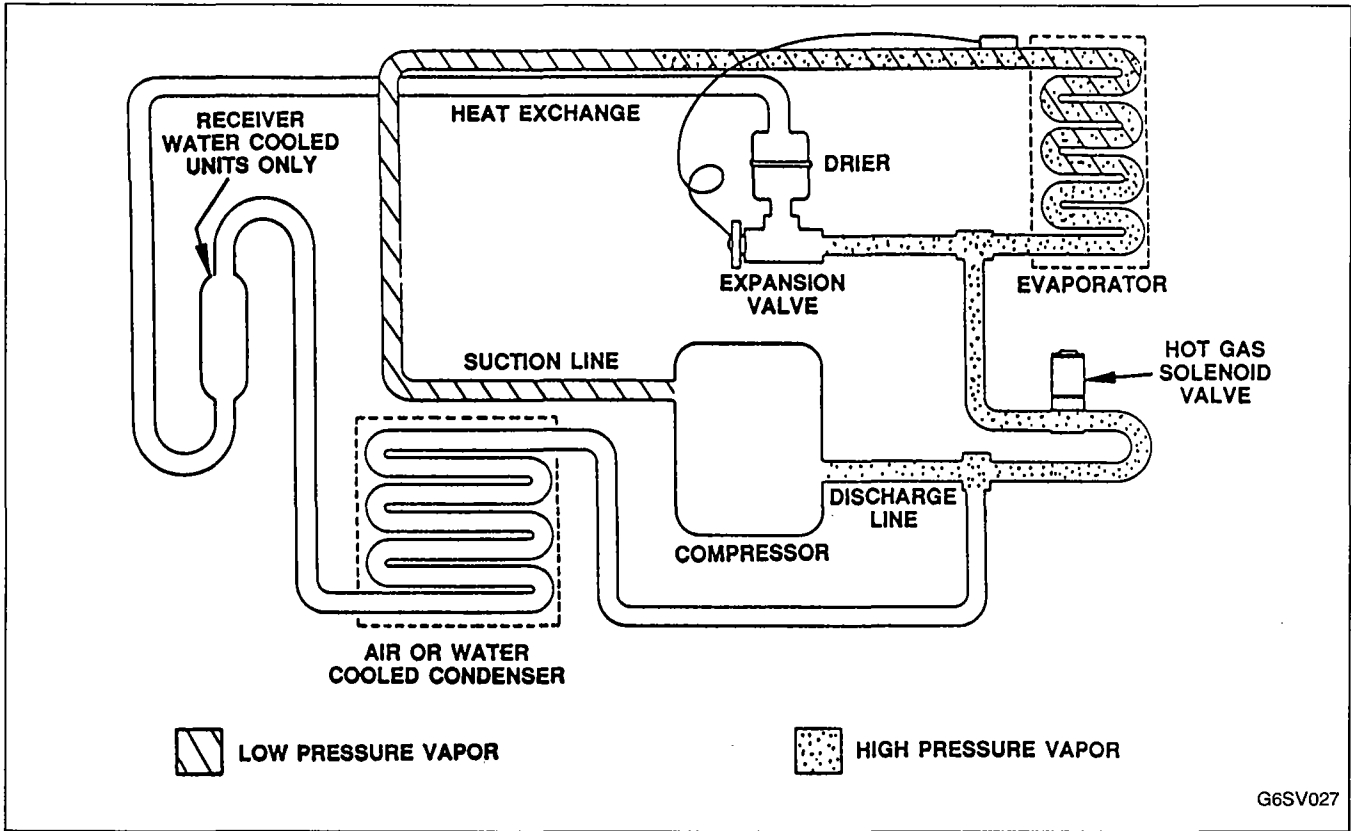 RECEIVER
WATER COOLED
UNITS ONLY
HEAT EXCHANGE
DRIER
EXPANSION
VALVE
EVAPORATOR
SUCTION LINE
HOT GAS
SOLENOID
VALVE
DISCHARGE
LINE
COMPRESSOR
AIR OR WATER
COOLED CONDENSER
LOW PRESSURE VAPOR
HIGH PRESSURE VAPOR
G6SV027